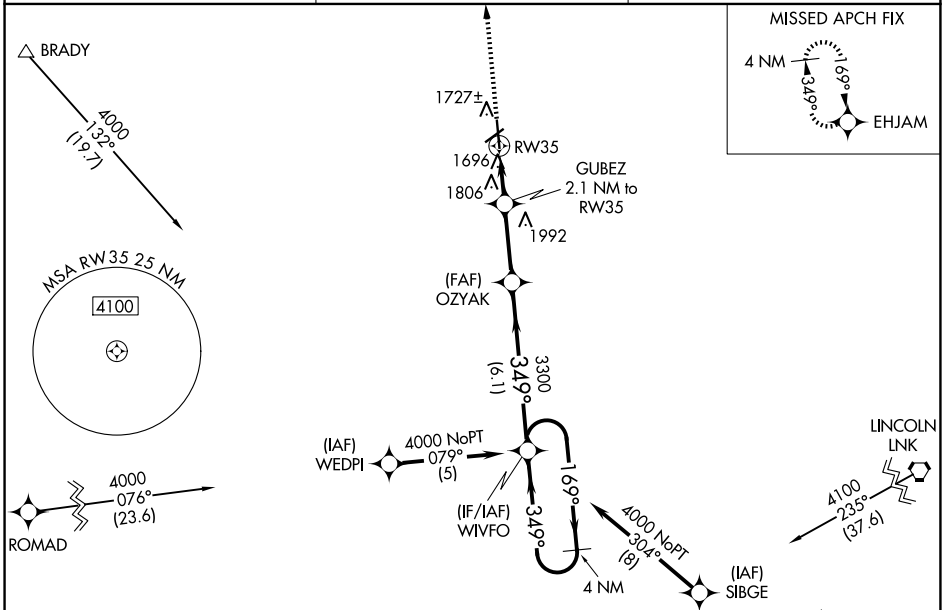 MISSED APCH FIX
4 NM
349°
169°
EHJAM
BRADY
4000
132°
(19.7)
1727±
RW35
1696
1806
GUBEZ
2.1 NM to
RW35
1992
MSA RW35 25 NM
4100
(FAF)
OZYAK
3300
349°
(6.1)
(IAF)
WEDPI
4000 NoPT
079°
(5)
(IF/IAF)
WIVFO
349°
169°
4 NM
LINCOLN
LNK
4100
235°
(37.6)
4000
076°
(23.6)
ROMAD
4000 NoPT
304°
(8)
(IAF)
SIBGE